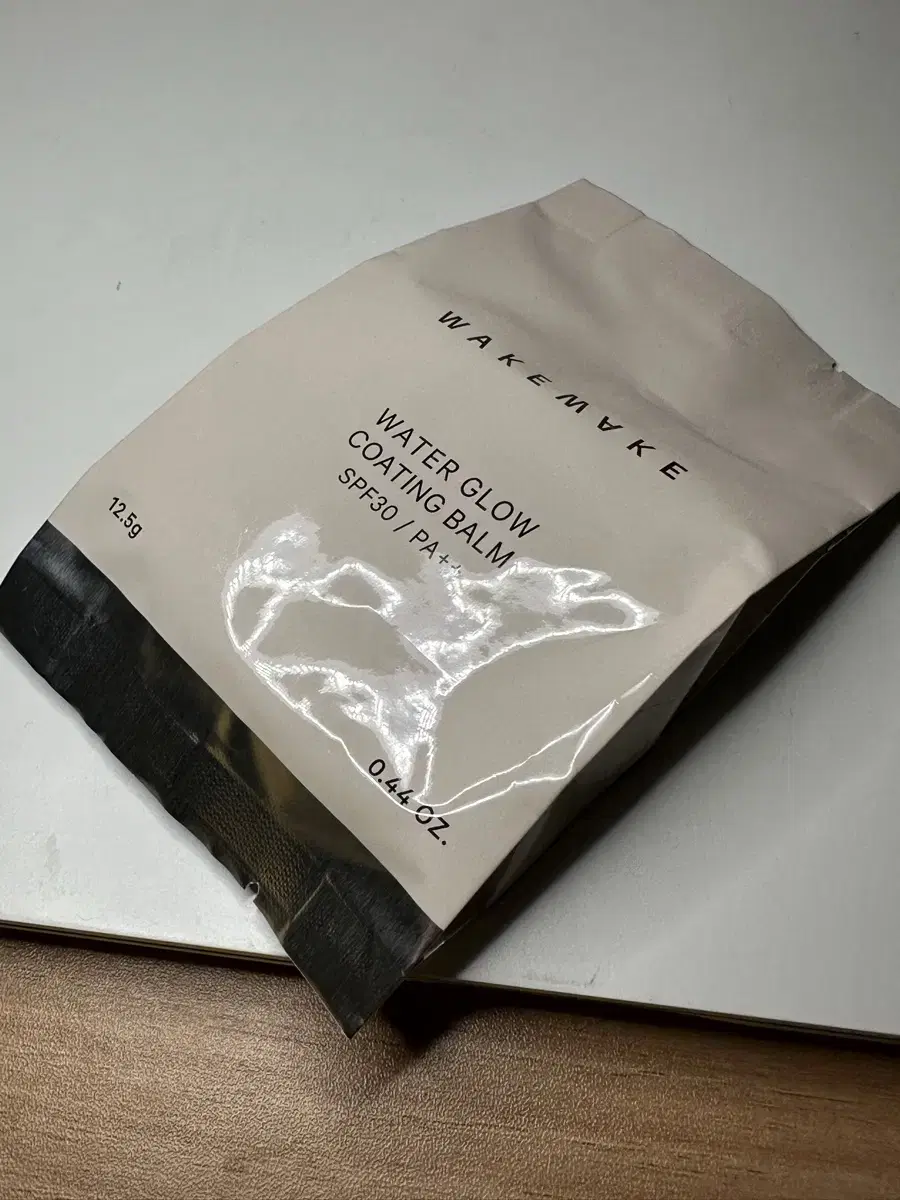 WAKEMAKE
WATER GLOW
COATING BALM
SPF30 / PA++
12.5g
0.44 OZ.